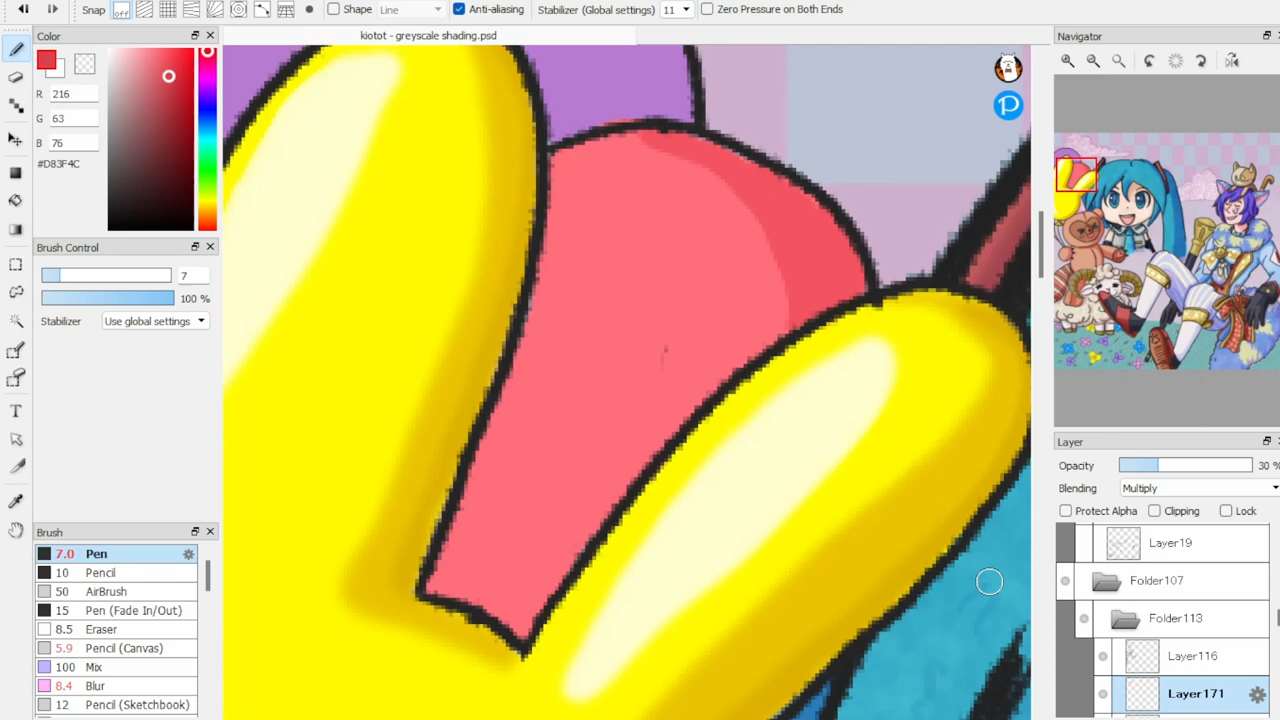 Snap
off
Shape
Line
Anti-aliasing
Stabilizer (Global settings)
11
Zero Pressure on Both Ends
Color
kiotot - greyscale shading.psd
Navigator
R 216
G 63
B 76
#D83F4C
Brush Control
7
100 %
Stabilizer
Use global settings
Layer
Opacity
30 %
Blending
Multiply
Protect Alpha
Clipping
Lock
Layer19
Folder107
Folder113
Layer116
Layer171
Brush
7.0 Pen
10 Pencil
50 AirBrush
15 Pen (Fade In/Out)
8.5 Eraser
5.9 Pencil (Canvas)
100 Mix
8.4 Blur
12 Pencil (Sketchbook)
T
P